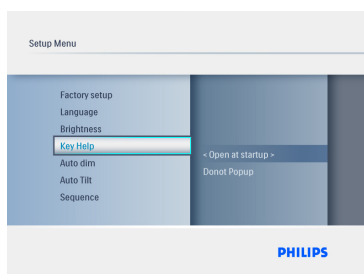 Setup Menu
Factory setup
Language
Brightness
Key Help
Auto dim
Auto Tilt
Sequence
< Open at startup >
Donot Popup
PHILIPS